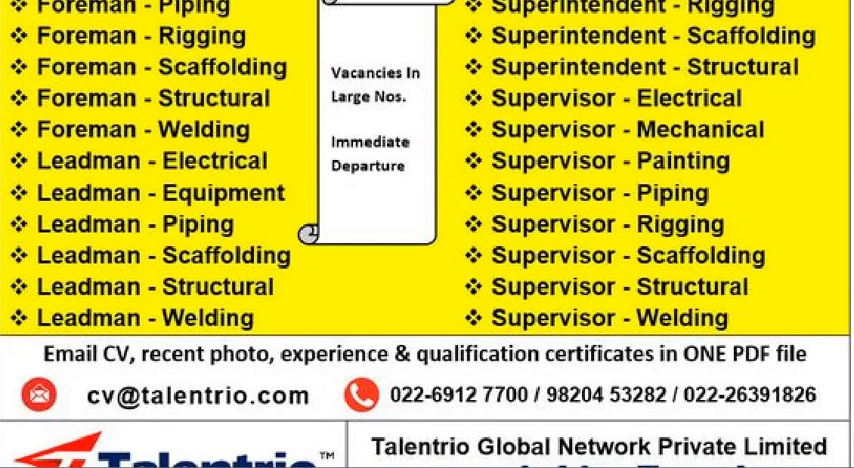 ❖ Foreman - Piping
❖ Foreman - Rigging
❖ Foreman - Scaffolding
❖ Foreman - Structural
❖ Foreman - Welding
❖ Leadman - Electrical
❖ Leadman - Equipment
❖ Leadman - Piping
❖ Leadman - Scaffolding
❖ Leadman - Structural
❖ Leadman - Welding
Vacancies In
Large Nos.
Immediate
Departure
❖ Superintendent - Rigging
❖ Superintendent - Scaffolding
❖ Superintendent - Structural
❖ Supervisor - Electrical
❖ Supervisor - Mechanical
❖ Supervisor - Painting
❖ Supervisor - Piping
❖ Supervisor - Rigging
❖ Supervisor - Scaffolding
❖ Supervisor - Structural
❖ Supervisor - Welding
Email CV, recent photo, experience & qualification certificates in ONE PDF file
cv@talentrio.com
022-6912 7700 / 98204 53282 / 022-26391826
Talentrio™
Talentrio Global Network Private Limited